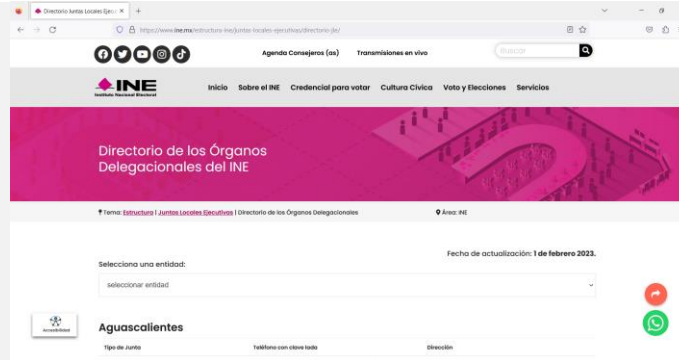 Directorio Juntas Locales Ejec
https://www.ine.mx/estructura-ine/juntas-locales-ejecutivas/directorio-jle/
Agenda Consejeros (as)
Transmisiones en vivo
Buscar
INE
Instituto Nacional Electoral
Inicio
Sobre el INE
Credencial para votar
Cultura Cívica
Voto y Elecciones
Servicios
Directorio de los Órganos
Delegacionales del INE
Tema: Estructura | Juntas Locales Ejecutivas | Directorio de los Órganos Delegacionales
Área: INE
Fecha de actualización: 1 de febrero 2023.
Selecciona una entidad:
seleccionar entidad
Accesibilidad
Aguascalientes
Tipo de Junta
Teléfono con clave lada
Dirección